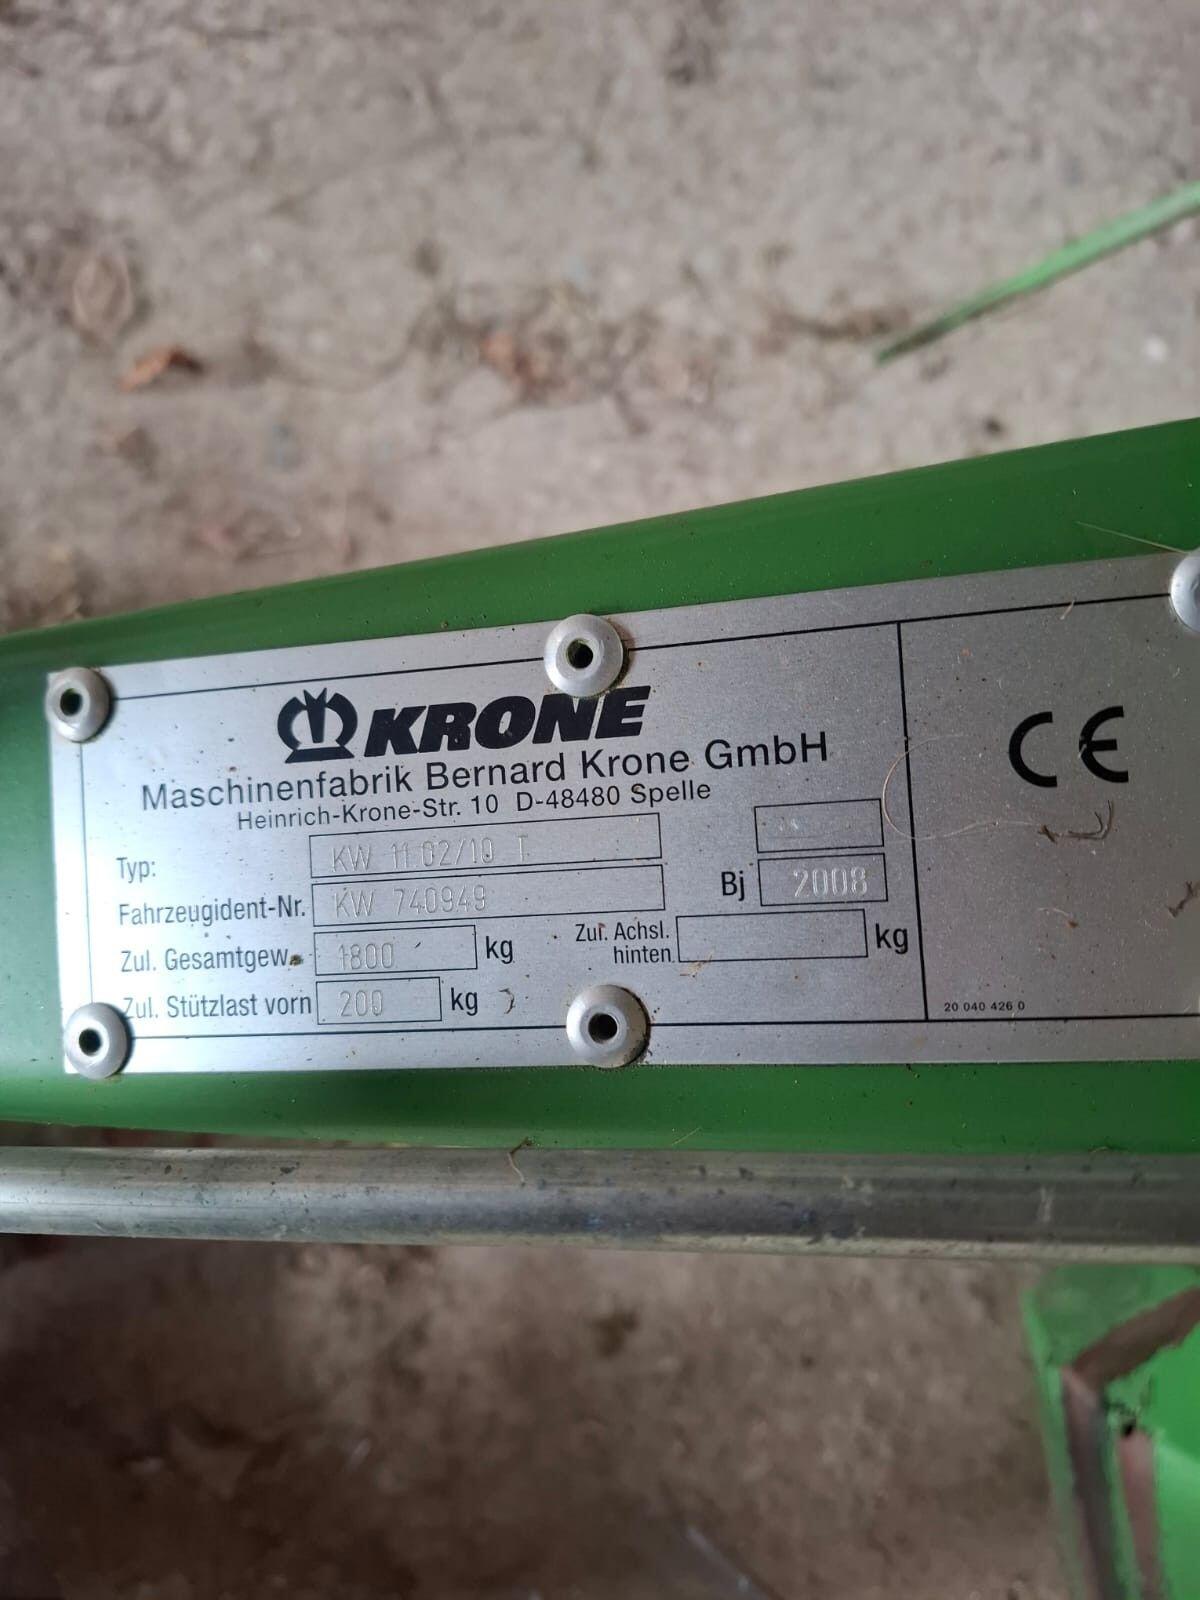 KRONE
Maschinenfabrik Bernard Krone GmbH
Heinrich-Krone-Str. 10 D-48480 Spelle
CE
Typ: KW 11.02/10 T
Fahrzeugident-Nr. KW 740949
Bj 2008
Zul. Gesamtgew. 1800 kg
Zul. Achsl. hinten kg
Zul. Stützlast vorn 200 kg
20 040 426 0